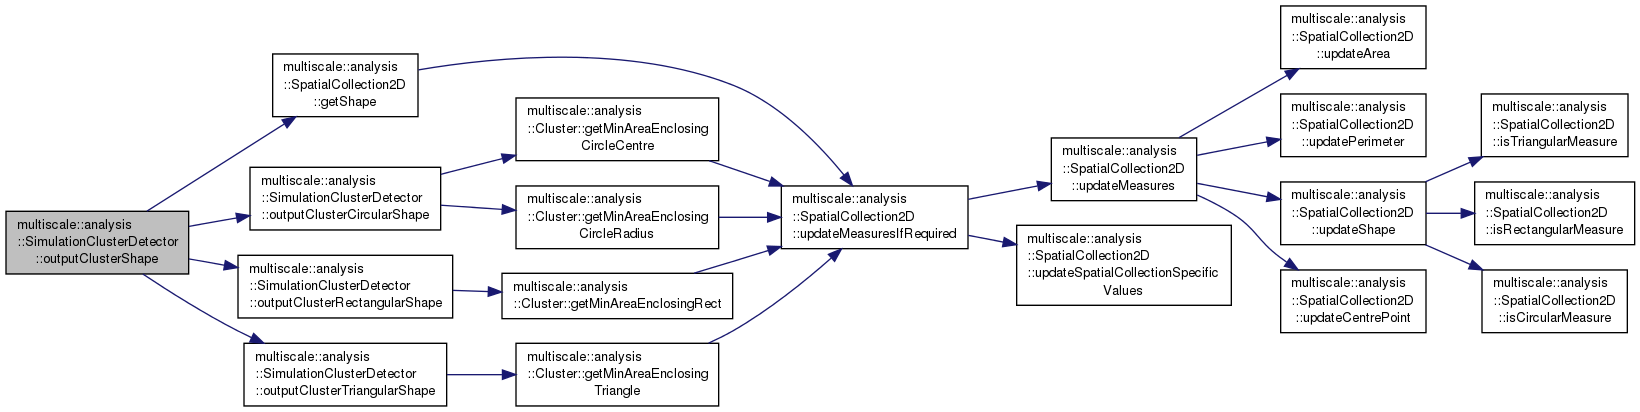 multiscale::analysis
::SimulationClusterDetector
::outputClusterShape
multiscale::analysis
::SpatialCollection2D
::getShape
multiscale::analysis
::SimulationClusterDetector
::outputClusterCircularShape
multiscale::analysis
::SimulationClusterDetector
::outputClusterRectangularShape
multiscale::analysis
::SimulationClusterDetector
::outputClusterTriangularShape
multiscale::analysis
::Cluster::getMinAreaEnclosing
CircleCentre
multiscale::analysis
::Cluster::getMinAreaEnclosing
CircleRadius
multiscale::analysis
::Cluster::getMinAreaEnclosingRect
multiscale::analysis
::Cluster::getMinAreaEnclosing
Triangle
multiscale::analysis
::SpatialCollection2D
::updateMeasuresIfRequired
multiscale::analysis
::SpatialCollection2D
::updateMeasures
multiscale::analysis
::SpatialCollection2D
::updateSpatialCollectionSpecific
Values
multiscale::analysis
::SpatialCollection2D
::updateArea
multiscale::analysis
::SpatialCollection2D
::updatePerimeter
multiscale::analysis
::SpatialCollection2D
::updateShape
multiscale::analysis
::SpatialCollection2D
::updateCentrePoint
multiscale::analysis
::SpatialCollection2D
::isTriangularMeasure
multiscale::analysis
::SpatialCollection2D
::isRectangularMeasure
multiscale::analysis
::SpatialCollection2D
::isCircularMeasure